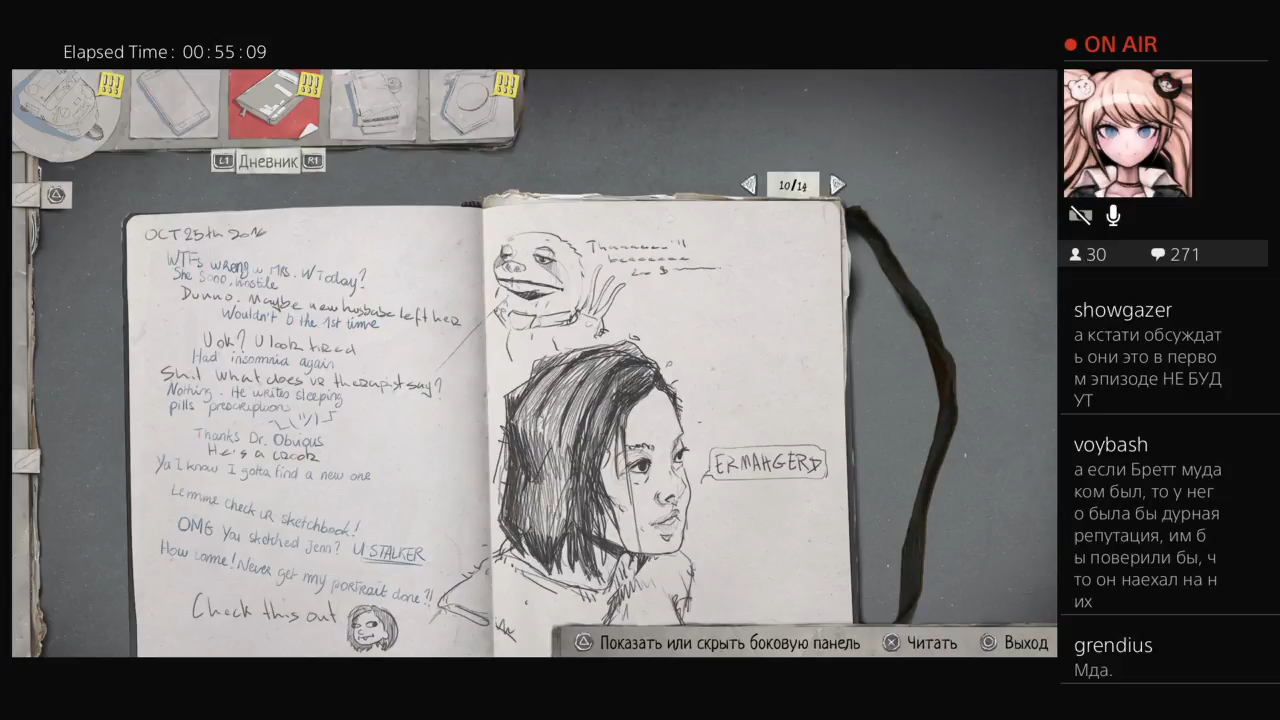 Elapsed Time: 00:55:09
ON AIR
30
271
L1 Дневник R1
10/14
OCT 25th
WTFs wrong w Mrs. W Today?
She sooo hostile
Dunno. Maybe new husband left her
Wouldn't b the 1st time
U ok? U look tired
Had insomnia again
Shit what does ur therapist say?
Nothing. He writes sleeping
pills prescriptions
Thanks Dr. Obvious
He's a crook
Ya I know I gotta find a new one
Lemme check ur sketchbook!
OMG You sketched Jenn? U STALKER
How come! Never get my portrait done?!
Check this out
ERMAHGERD
Показать или скрыть боковую панель
Читать
Выход
showgazer
а кстати обсуждат
ь они это в перво
м эпизоде НЕ БУД
УТ
voybash
а если Бретт муда
ком был, то у нег
о была бы дурная
репутация, им б
ы поверили бы, ч
то он наехал на н
их
grendius
Мда.